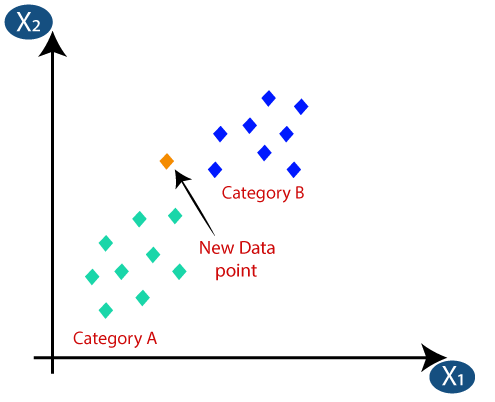 X2
Category B
New Data
point
Category A
X1